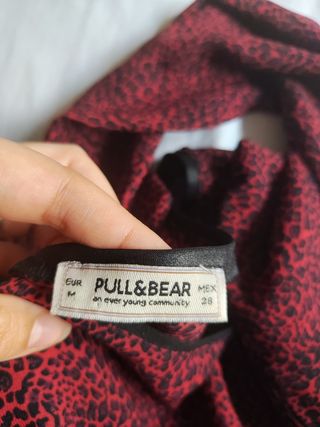 EUR PULL&BEAR MEX
M an ever young community 28